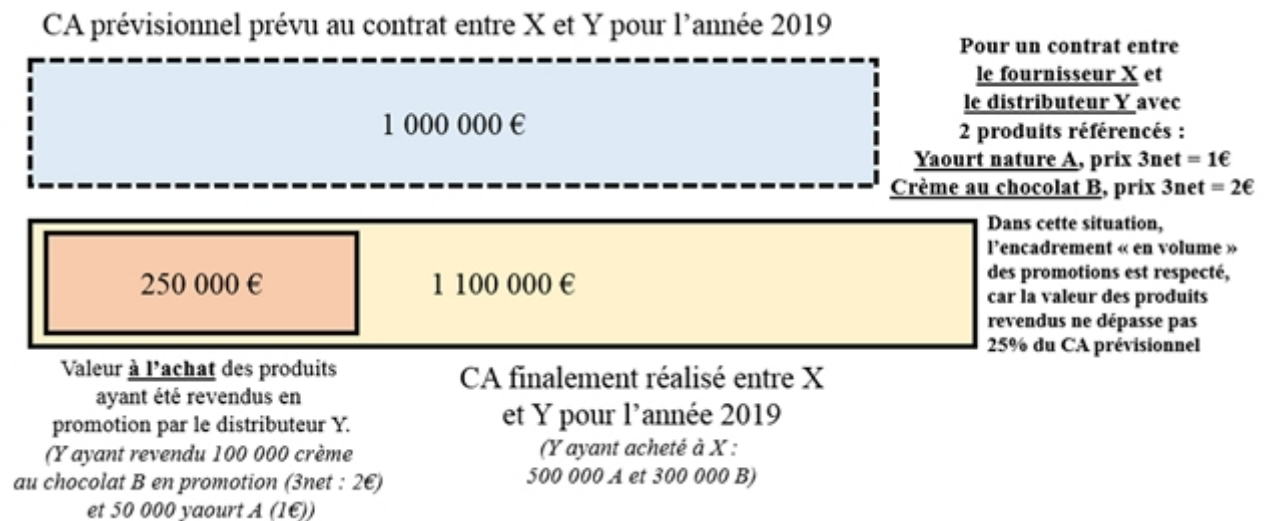 CA prévisionnel prévu au contrat entre X et Y pour l’année 2019
1 000 000 €
Pour un contrat entre
le fournisseur X et
le distributeur Y avec
2 produits référencés :
Yaourt nature A, prix 3net = 1€
Crème au chocolat B, prix 3net = 2€
250 000 €
1 100 000 €
Dans cette situation,
l’encadrement « en volume »
des promotions est respecté,
car la valeur des produits
revendus ne dépasse pas
25% du CA prévisionnel
Valeur à l’achat des produits
ayant été revendus en
promotion par le distributeur Y.
(Y ayant revendu 100 000 crème
au chocolat B en promotion (3net : 2€)
et 50 000 yaourt A (1€))
CA finalement réalisé entre X
et Y pour l’année 2019
(Y ayant acheté à X :
500 000 A et 300 000 B)